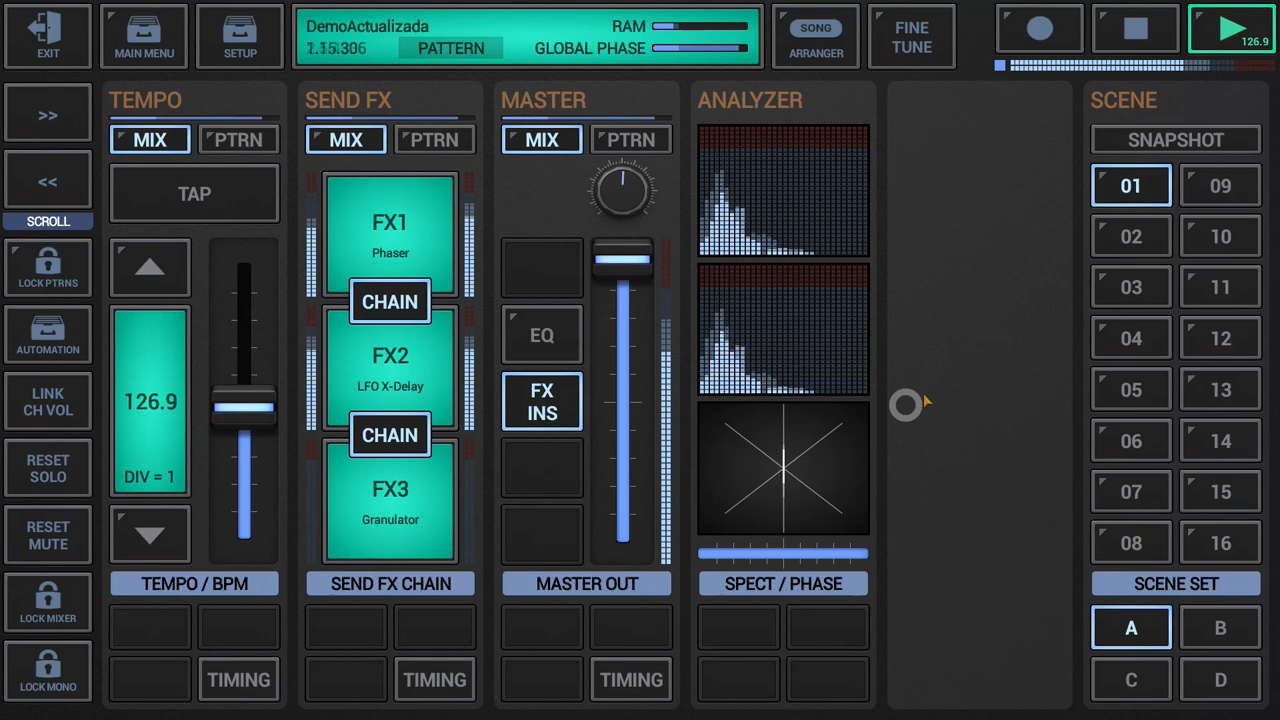 EXIT
MAIN MENU
SETUP
DemoActualizada
RAM
1.15.306
PATTERN
GLOBAL PHASE
SONG
ARRANGER
FINE
TUNE
126.9
>>
<<
SCROLL
LOCK PTRNS
AUTOMATION
LINK
CH VOL
RESET
SOLO
RESET
MUTE
LOCK MIXER
LOCK MONO
TEMPO
MIX
PTRN
TAP
126.9
DIV = 1
TEMPO / BPM
TIMING
SEND FX
MIX
PTRN
FX1
Phaser
CHAIN
FX2
LFO X-Delay
CHAIN
FX3
Granulator
SEND FX CHAIN
TIMING
MASTER
MIX
PTRN
EQ
FX
INS
MASTER OUT
TIMING
ANALYZER
SPECT / PHASE
SCENE
SNAPSHOT
01
09
02
10
03
11
04
12
05
13
06
14
07
15
08
16
SCENE SET
A
B
C
D